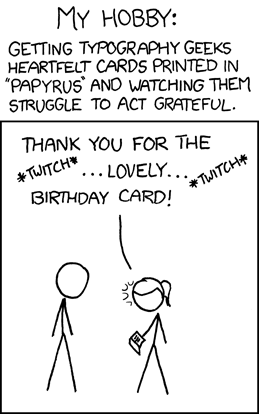 MY HOBBY:
GETTING TYPOGRAPHY GEEKS
HEARTFELT CARDS PRINTED IN
"PAPYRUS" AND WATCHING THEM
STRUGGLE TO ACT GRATEFUL.
THANK YOU FOR THE
*TWITCH* ...LOVELY... *TWITCH*
BIRTHDAY CARD!